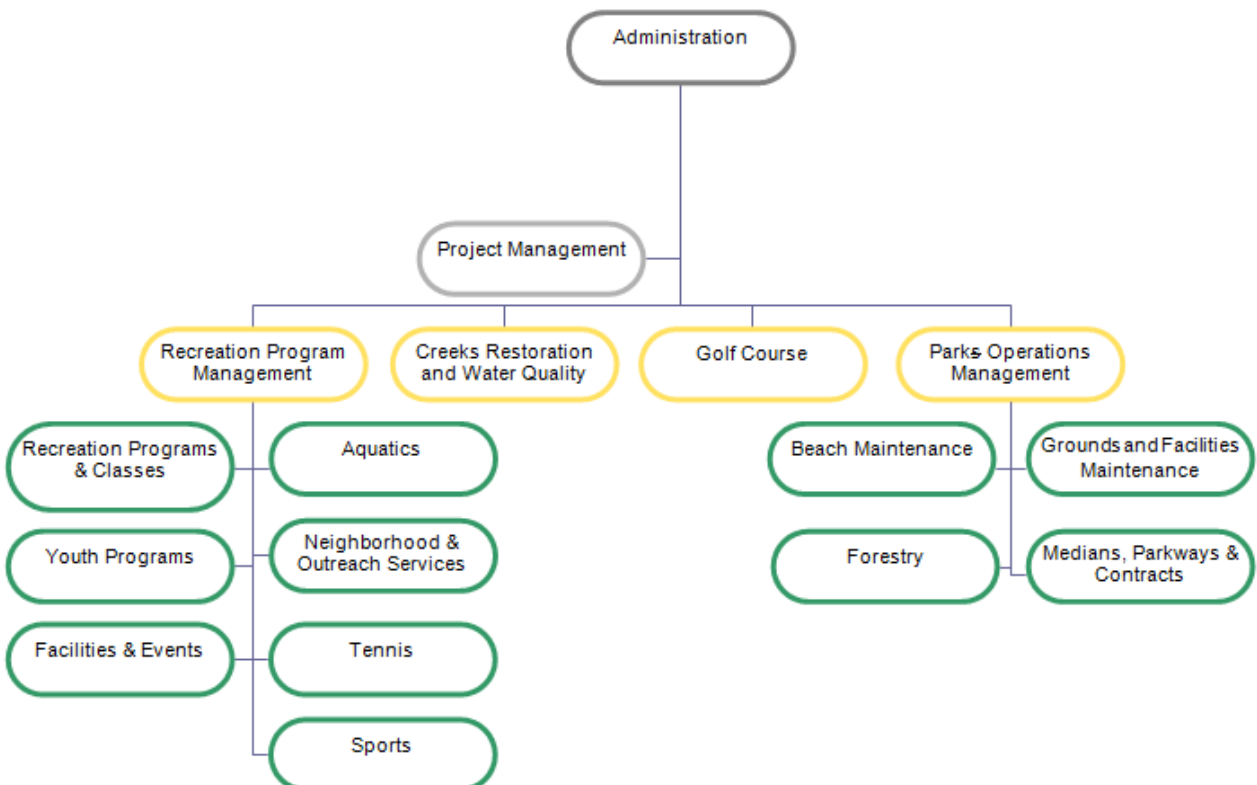 Administration
Project Management
Recreation Program
Management
Creeks Restoration
and Water Quality
Golf Course
Parks Operations
Management
Recreation Programs
& Classes
Aquatics
Beach Maintenance
Grounds and Facilities
Maintenance
Youth Programs
Neighborhood &
Outreach Services
Forestry
Medians, Parkways &
Contracts
Facilities & Events
Tennis
Sports